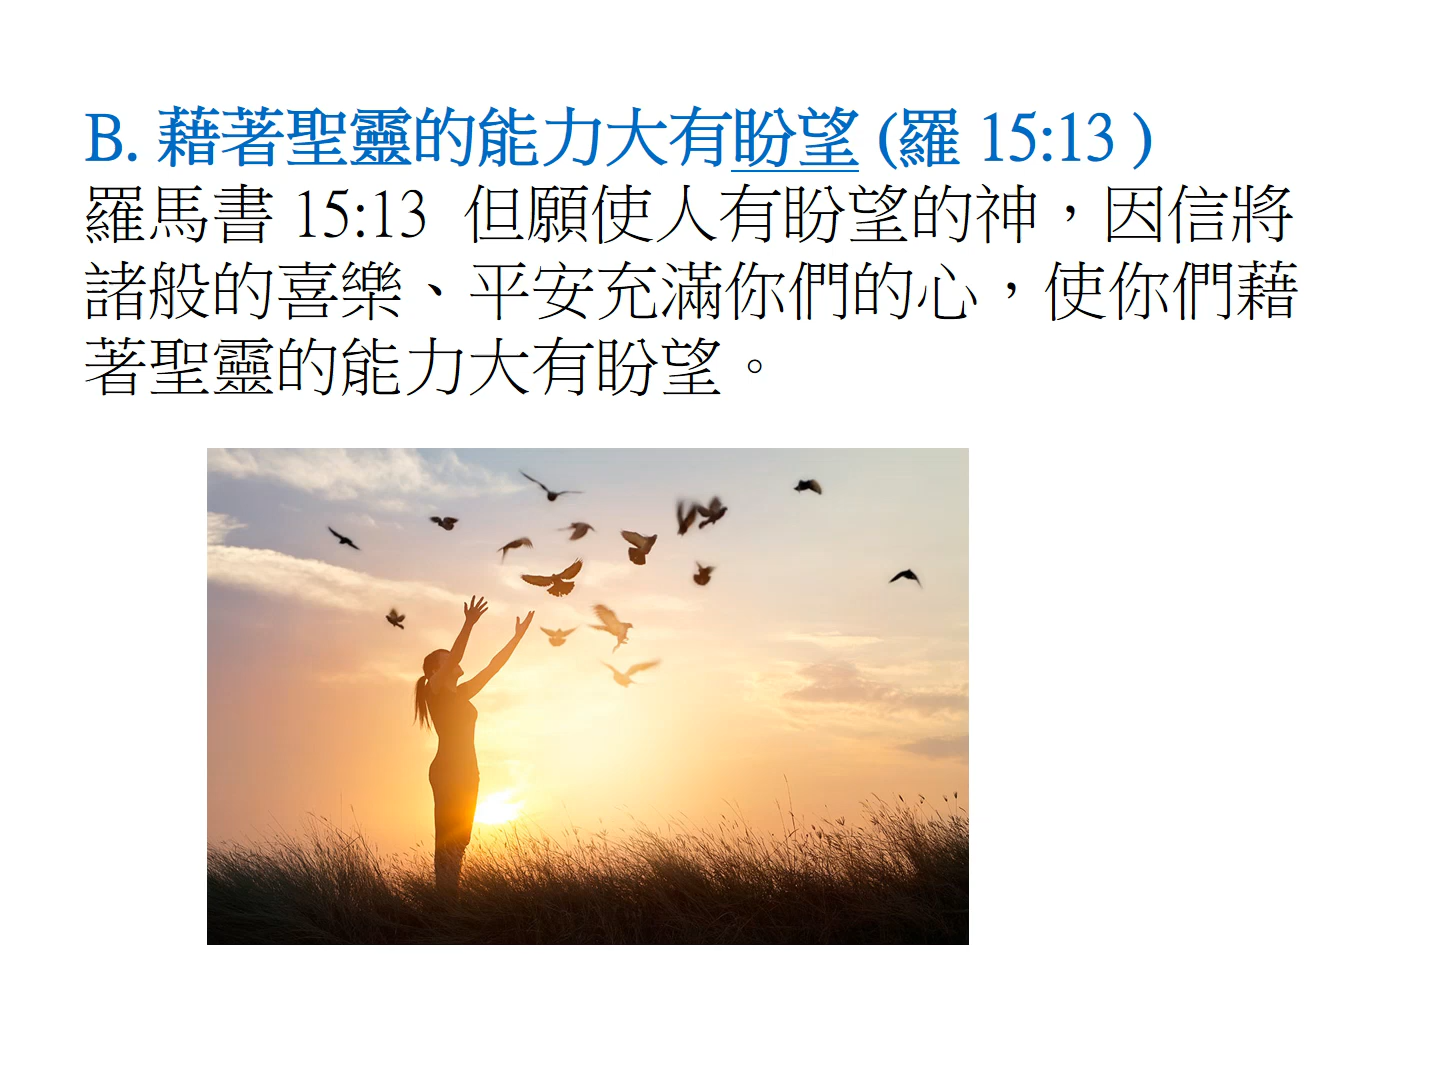 B. 藉著聖靈的能力大有盼望 (羅 15:13 )
羅馬書 15:13  但願使人有盼望的神，因信將
諸般的喜樂、平安充滿你們的心，使你們藉
著聖靈的能力大有盼望。